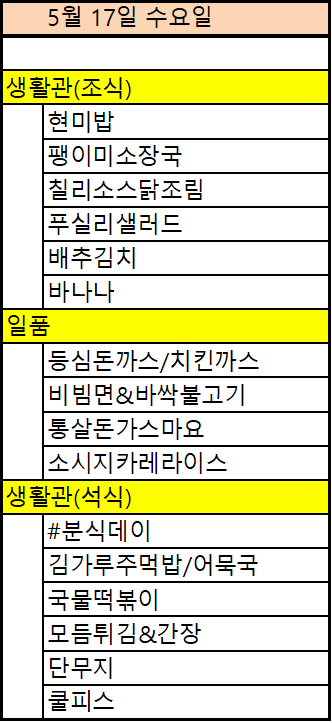 5월 17일 수요일
생활관(조식)
현미밥
팽이미소장국
칠리소스닭조림
푸실리샐러드
배추김치
바나나
일품
등심돈까스/치킨까스
비빔면&바싹불고기
통살돈가스마요
소시지카레라이스
생활관(석식)
#분식데이
김가루주먹밥/어묵국
국물떡볶이
모듬튀김&간장
단무지
쿨피스